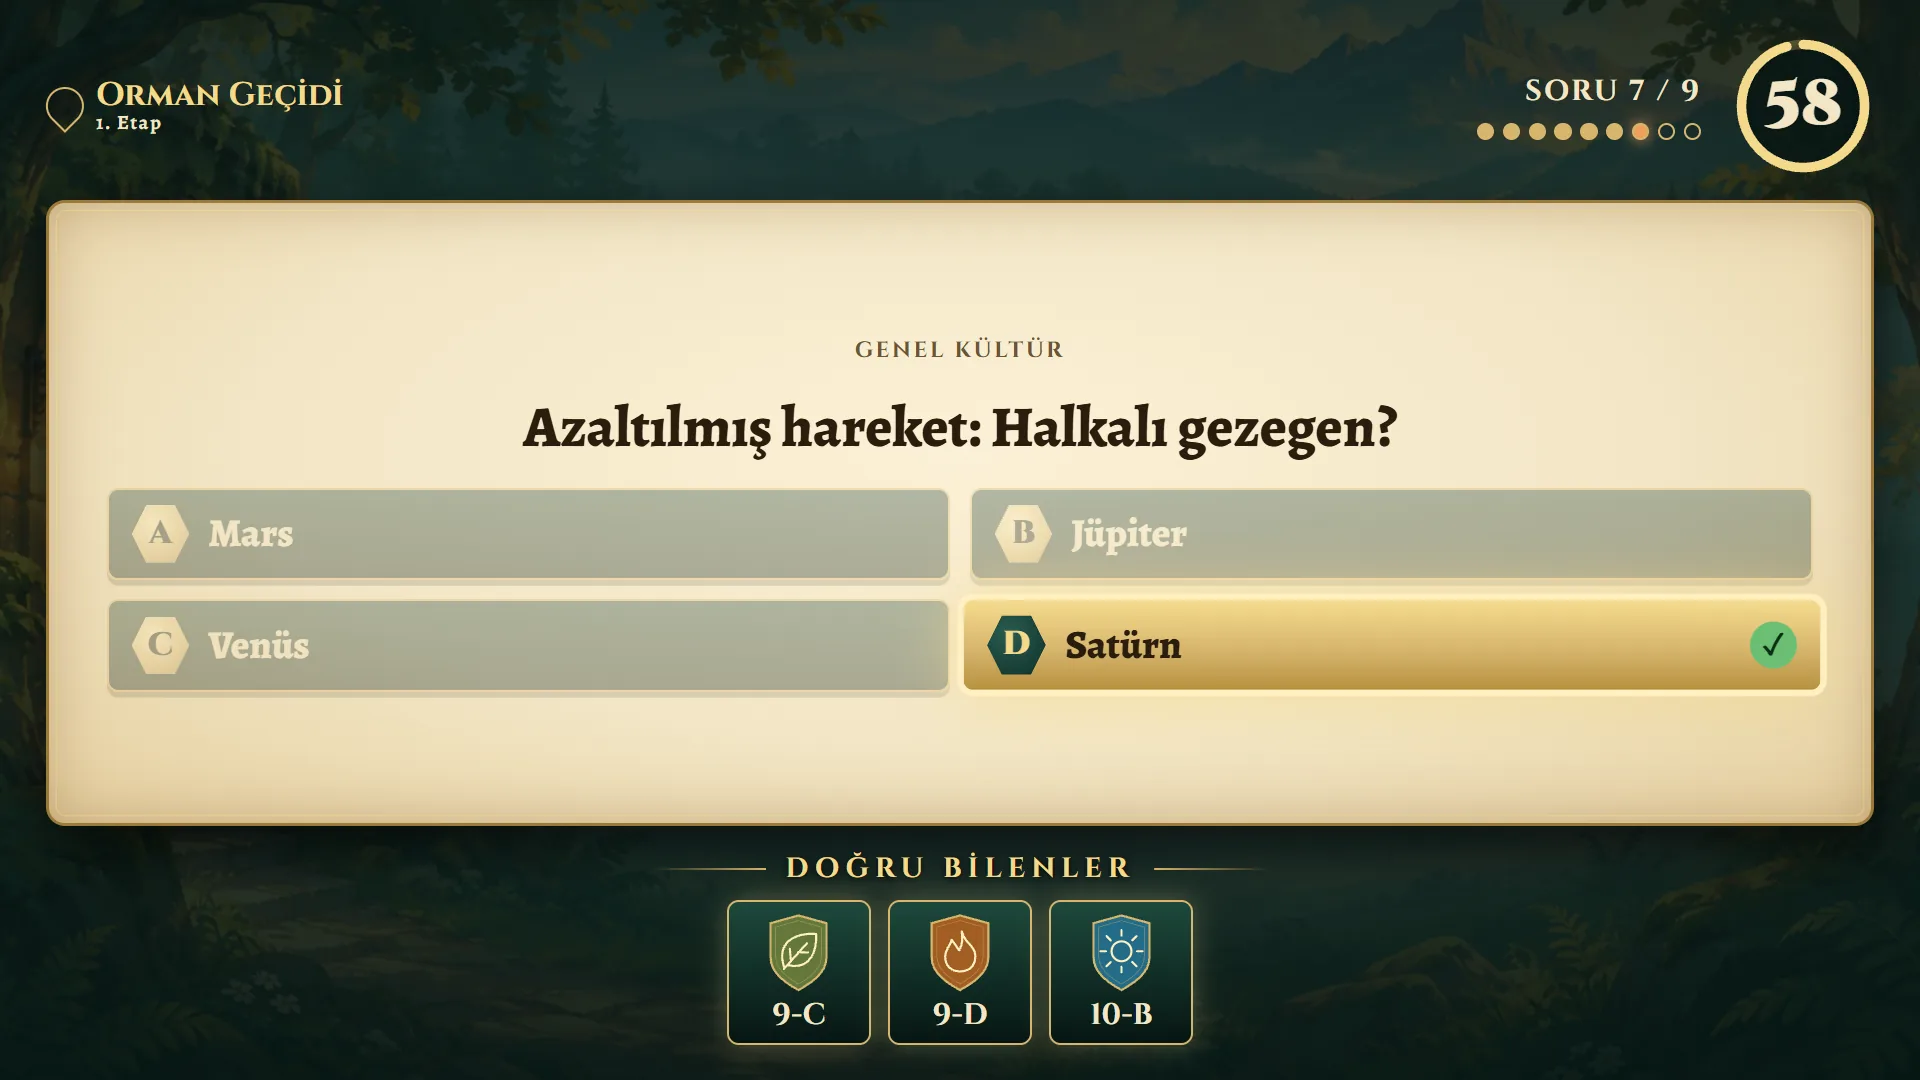 Orman Geçidi
1. Etap
SORU 7 / 9
58
GENEL KÜLTÜR
Azaltılmış hareket: Halkalı gezegen?
A Mars
B Jüpiter
C Venüs
D Satürn ✓
DOĞRU BİLENLER
9-C
9-D
10-B